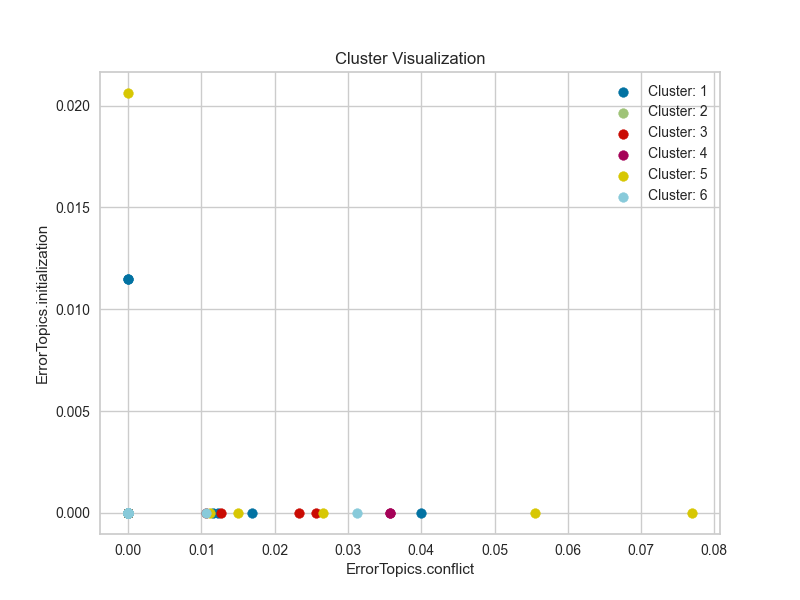 Cluster Visualization
Cluster: 1
Cluster: 2
Cluster: 3
Cluster: 4
Cluster: 5
Cluster: 6
0.020
0.015
0.010
0.005
0.000
ErrorTopics.initialization
0.00 0.01 0.02 0.03 0.04 0.05 0.06 0.07 0.08
ErrorTopics.conflict